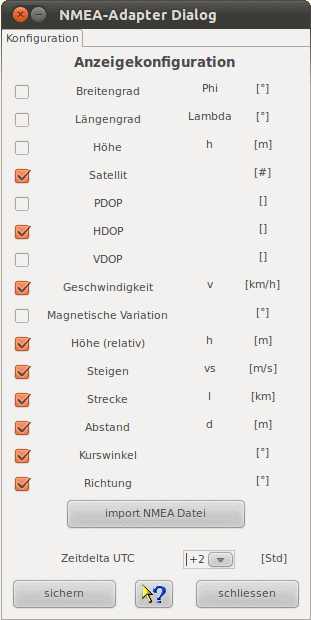 NMEA-Adapter Dialog
Konfiguration
Anzeigekonfiguration
Breitengrad Phi [°]
Längengrad Lambda [°]
Höhe h [m]
Satellit [#]
PDOP []
HDOP []
VDOP []
Geschwindigkeit v [km/h]
Magnetische Variation [°]
Höhe (relativ) h [m]
Steigen vs [m/s]
Strecke l [km]
Abstand d [m]
Kurswinkel [°]
Richtung [°]
import NMEA Datei
Zeitdelta UTC +2 [Std]
sichern ? schliessen